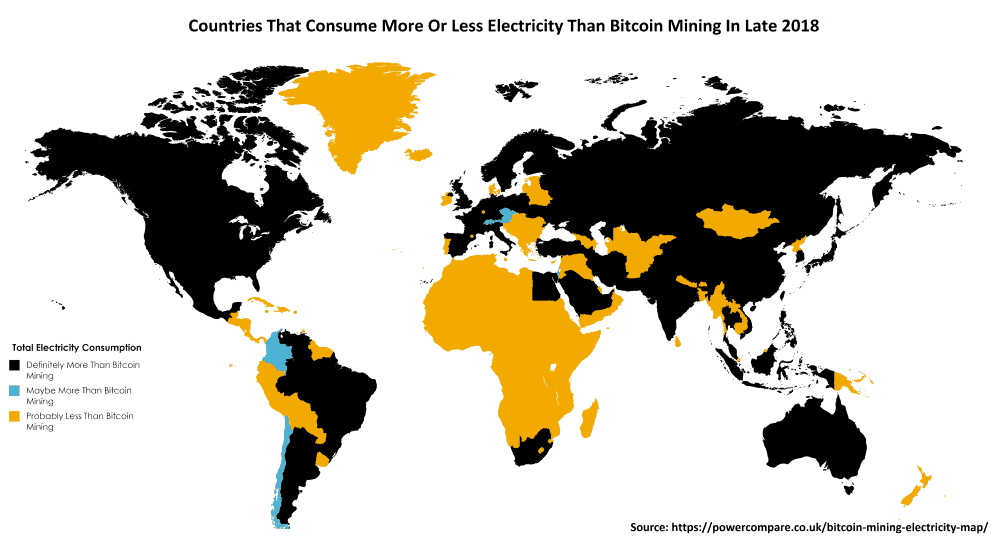 Countries That Consume More Or Less Electricity Than Bitcoin Mining In Late 2018
Total Electricity Consumption
Definitely More Than Bitcoin
Mining
Maybe More Than Bitcoin
Mining
Probably Less Than Bitcoin
Mining
Source: https://powercompare.co.uk/bitcoin-mining-electricity-map/